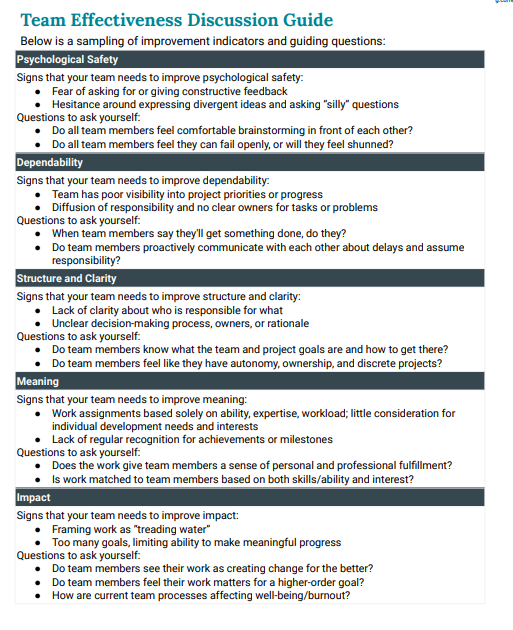 Team Effectiveness Discussion Guide
Below is a sampling of improvement indicators and guiding questions:
Psychological Safety
Signs that your team needs to improve psychological safety:
● Fear of asking for or giving constructive feedback
● Hesitance around expressing divergent ideas and asking “silly” questions
Questions to ask yourself:
● Do all team members feel comfortable brainstorming in front of each other?
● Do all team members feel they can fail openly, or will they feel shunned?
Dependability
Signs that your team needs to improve dependability:
● Team has poor visibility into project priorities or progress
● Diffusion of responsibility and no clear owners for tasks or problems
Questions to ask yourself:
● When team members say they'll get something done, do they?
● Do team members proactively communicate with each other about delays and assume
responsibility?
Structure and Clarity
Signs that your team needs to improve structure and clarity:
● Lack of clarity about who is responsible for what
● Unclear decision-making process, owners, or rationale
Questions to ask yourself:
● Do team members know what the team and project goals are and how to get there?
● Do team members feel like they have autonomy, ownership, and discrete projects?
Meaning
Signs that your team needs to improve meaning:
● Work assignments based solely on ability, expertise, workload; little consideration for
individual development needs and interests
● Lack of regular recognition for achievements or milestones
Questions to ask yourself:
● Does the work give team members a sense of personal and professional fulfillment?
● Is work matched to team members based on both skills/ability and interest?
Impact
Signs that your team needs to improve impact:
● Framing work as “treading water”
● Too many goals, limiting ability to make meaningful progress
Questions to ask yourself:
● Do team members see their work as creating change for the better?
● Do team members feel their work matters for a higher-order goal?
● How are current team processes affecting well-being/burnout?